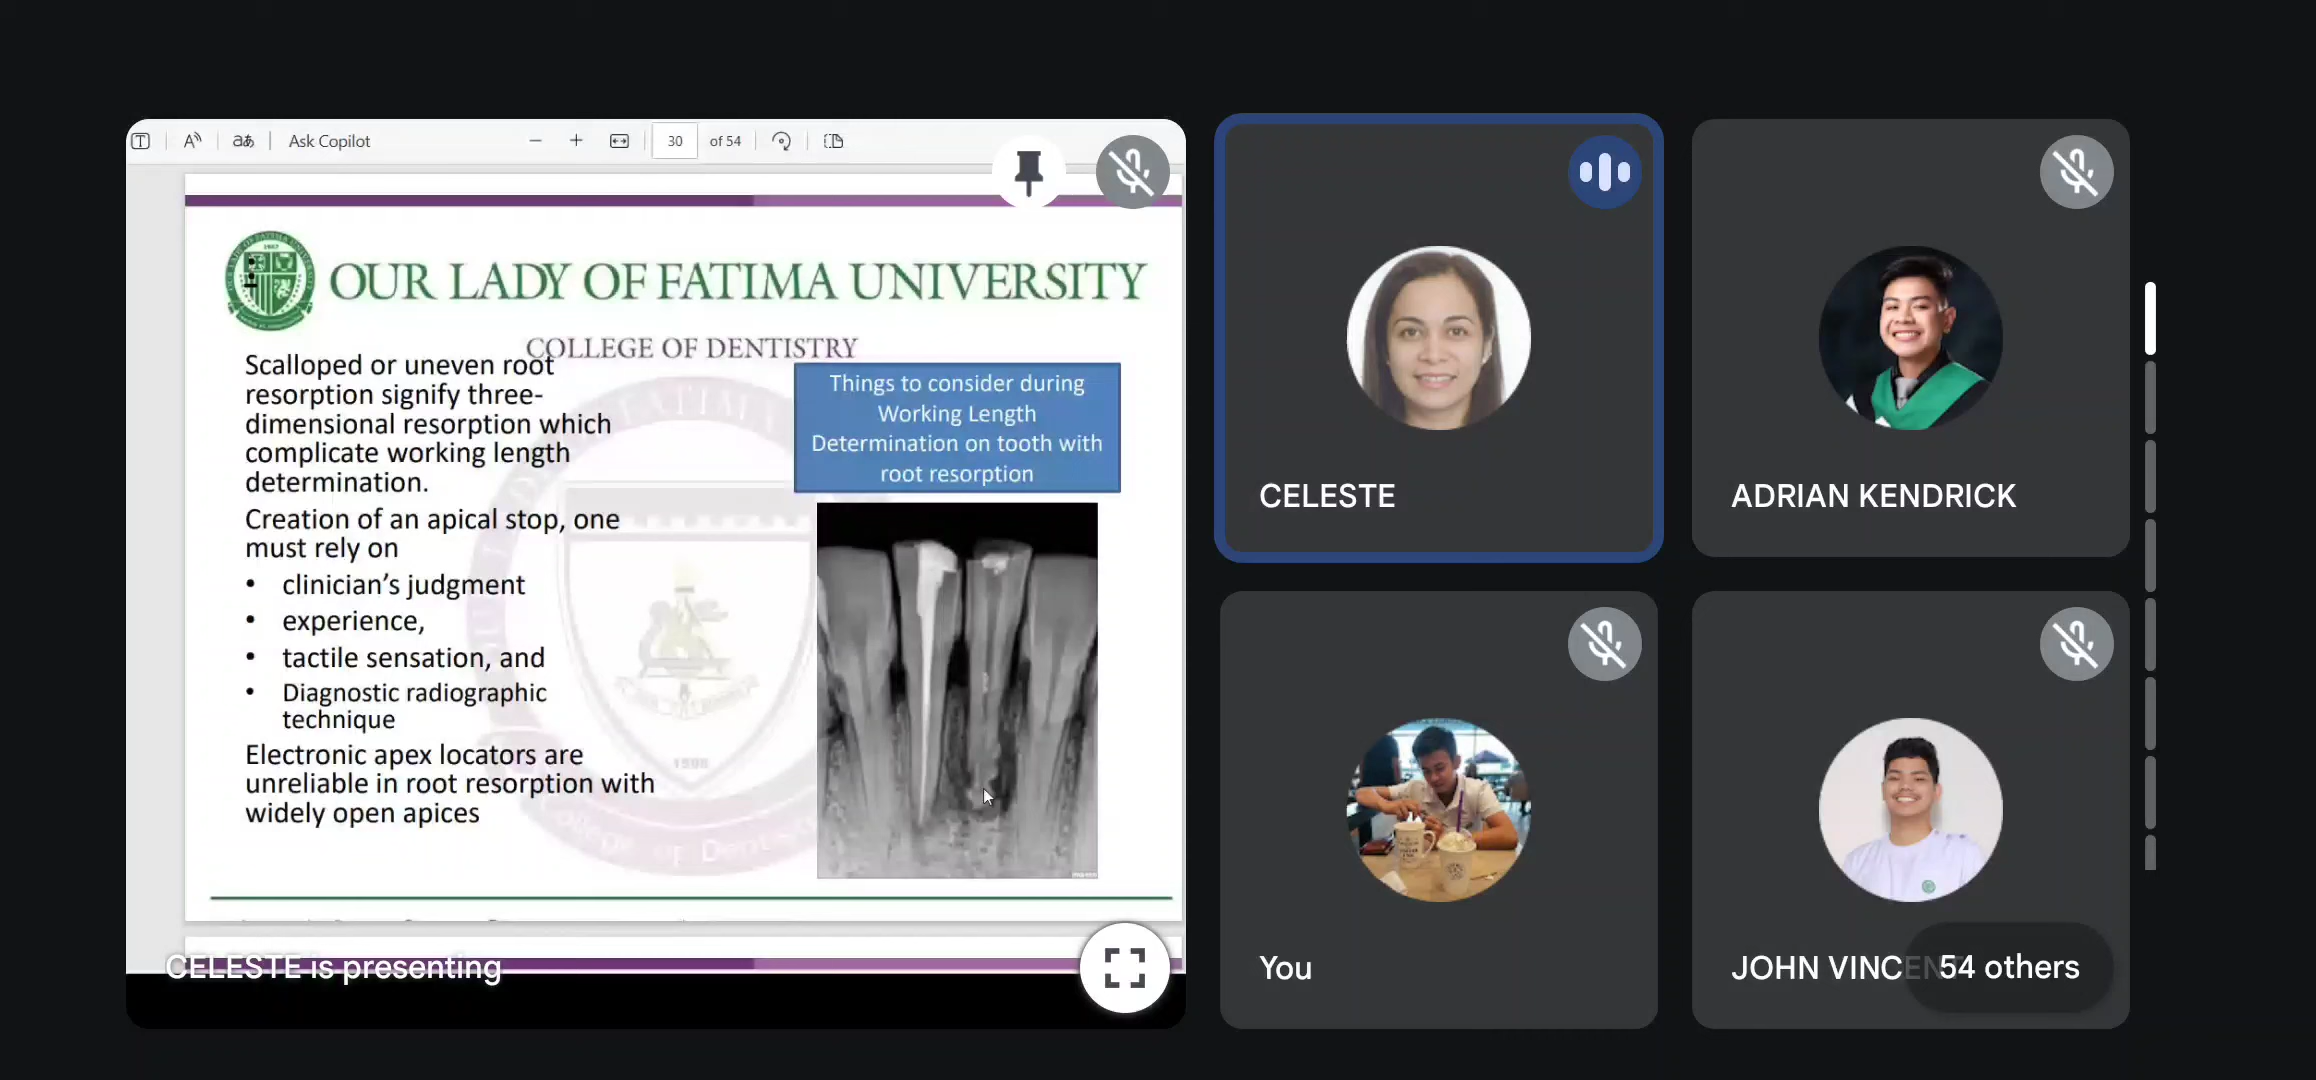 Ask Copilot
30
of 54
OUR LADY OF FATIMA UNIVERSITY
COLLEGE OF DENTISTRY
Scalloped or uneven root
resorption signify three-
dimensional resorption which
complicate working length
determination.
Creation of an apical stop, one
must rely on
• clinician’s judgment
• experience,
• tactile sensation, and
• Diagnostic radiographic
technique
Electronic apex locators are
unreliable in root resorption with
widely open apices
Things to consider during
Working Length
Determination on tooth with
root resorption
CELESTE is presenting
CELESTE
ADRIAN KENDRICK
You
JOHN VINCENT
54 others